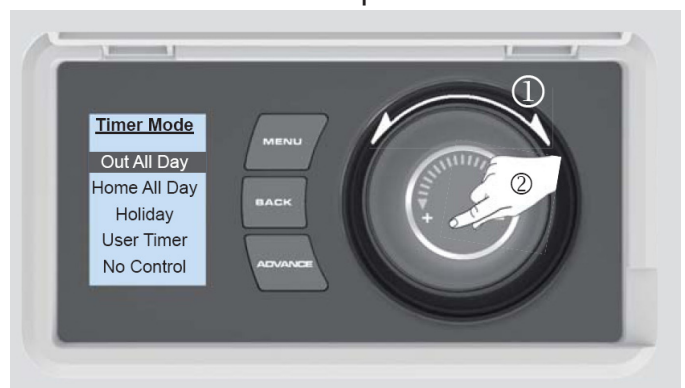 Timer Mode
Out All Day
Home All Day
Holiday
User Timer
No Control
MENU
BACK
ADVANCE
①
②
+